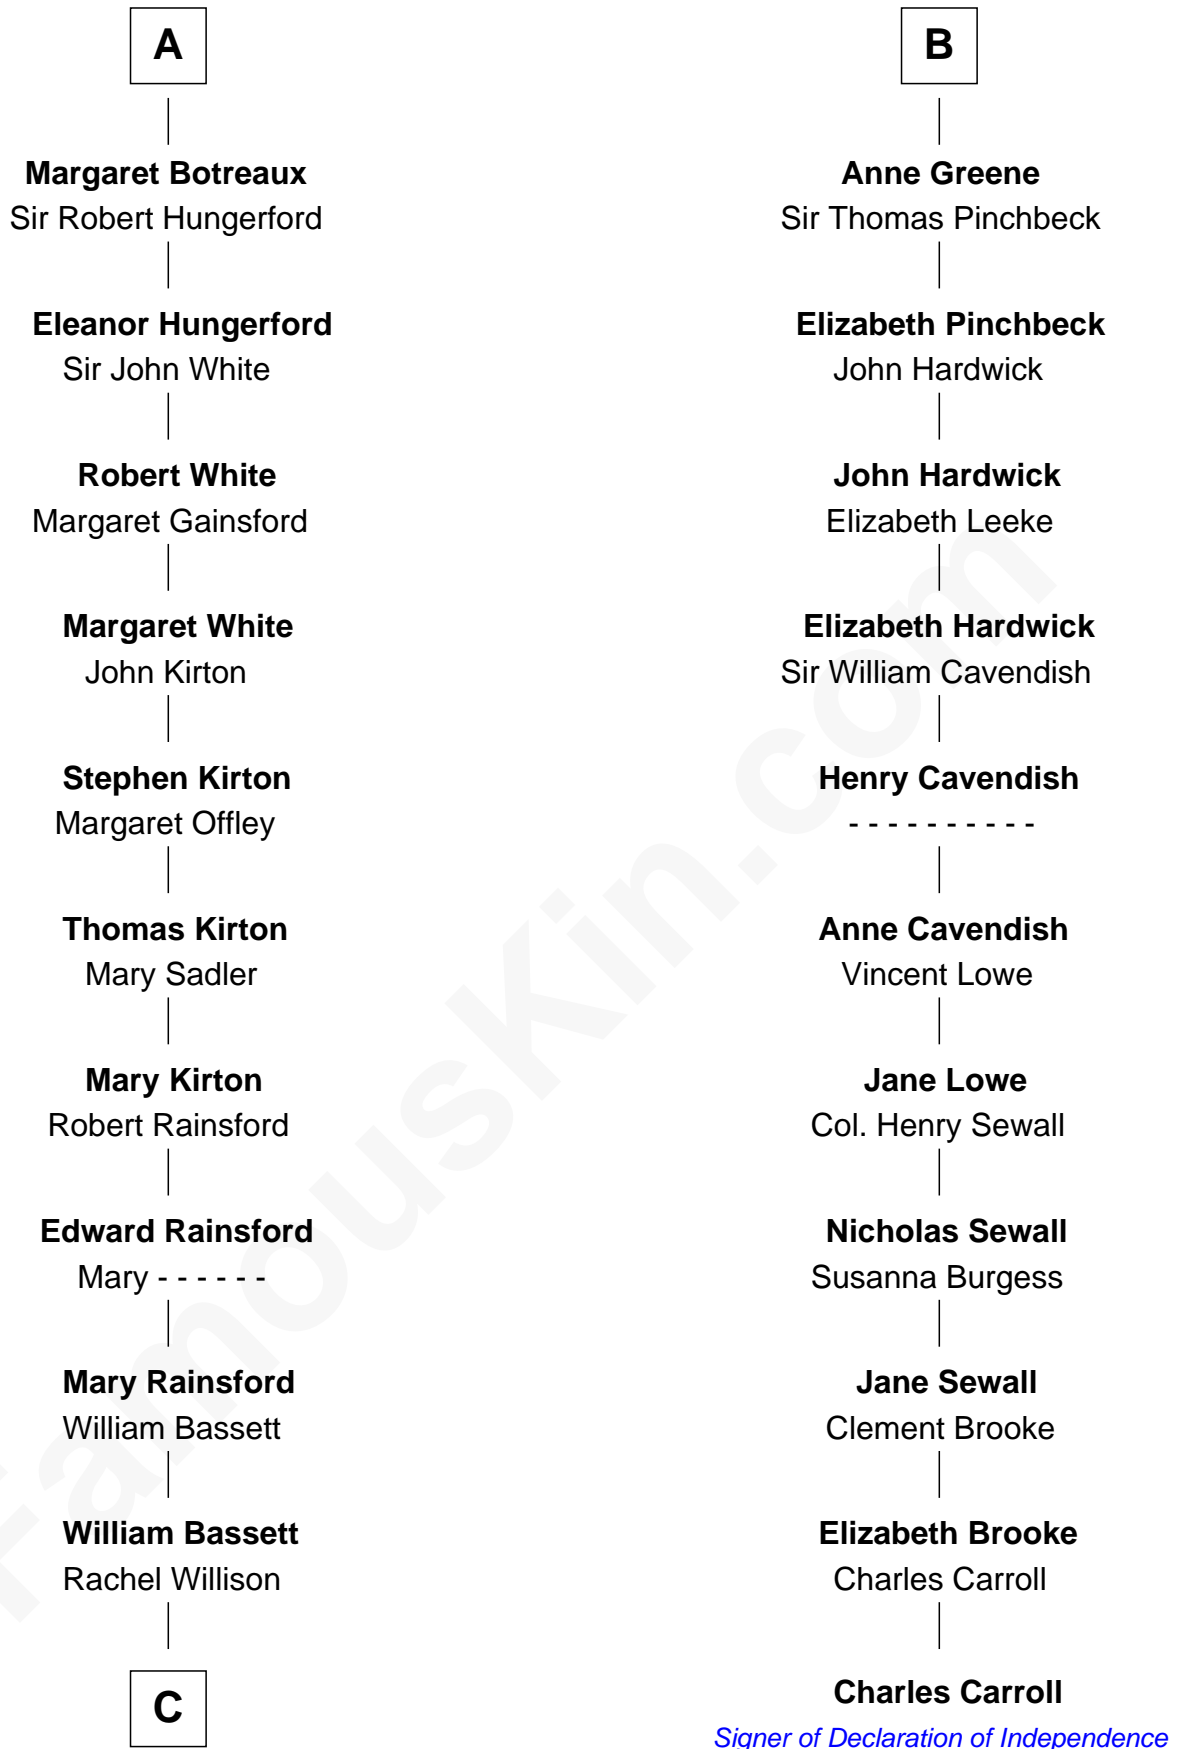 A
Margaret Botreaux
Sir Robert Hungerford
Eleanor Hungerford
Sir John White
Robert White
Margaret Gainsford
Margaret White
John Kirton
Stephen Kirton
Margaret Offley
Thomas Kirton
Mary Sadler
Mary Kirton
Robert Rainsford
Edward Rainsford
Mary - - - - - -
Mary Rainsford
William Bassett
William Bassett
Rachel Willison
C
B
Anne Greene
Sir Thomas Pinchbeck
Elizabeth Pinchbeck
John Hardwick
John Hardwick
Elizabeth Leeke
Elizabeth Hardwick
Sir William Cavendish
Henry Cavendish
- - - - - - - - - -
Anne Cavendish
Vincent Lowe
Jane Lowe
Col. Henry Sewall
Nicholas Sewall
Susanna Burgess
Jane Sewall
Clement Brooke
Elizabeth Brooke
Charles Carroll
Charles Carroll
Signer of Declaration of Independence
FamousKin.com